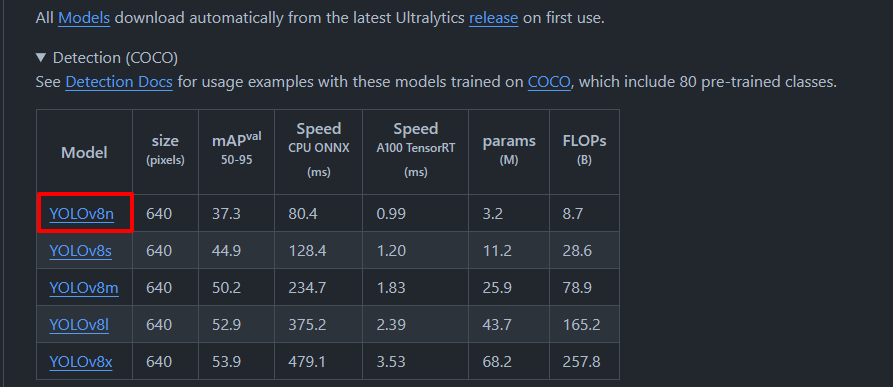 All Models download automatically from the latest Ultralytics release on first use.
▼ Detection (COCO)
See Detection Docs for usage examples with these models trained on COCO, which include 80 pre-trained classes.
Model size (pixels) mAPval 50-95 Speed CPU ONNX (ms) Speed A100 TensorRT (ms) params (M) FLOPs (B)
YOLOv8n 640 37.3 80.4 0.99 3.2 8.7
YOLOv8s 640 44.9 128.4 1.20 11.2 28.6
YOLOv8m 640 50.2 234.7 1.83 25.9 78.9
YOLOv8l 640 52.9 375.2 2.39 43.7 165.2
YOLOv8x 640 53.9 479.1 3.53 68.2 257.8